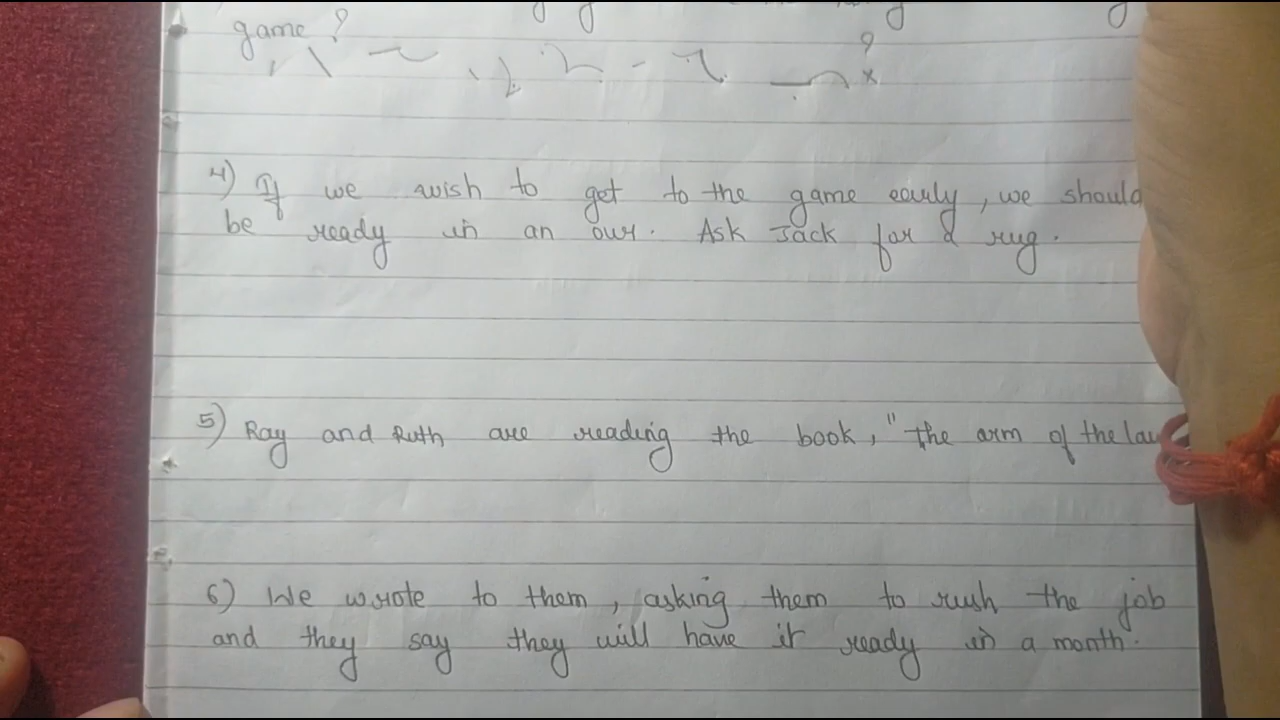 game ?
4) If we wish to get to the game early, we should
be ready in an our. Ask Jack for a rug.
5) Ray and Ruth are reading the book, "the arm of the law
6) We wrote to them, asking them to rush the job
and they say they will have it ready in a month.